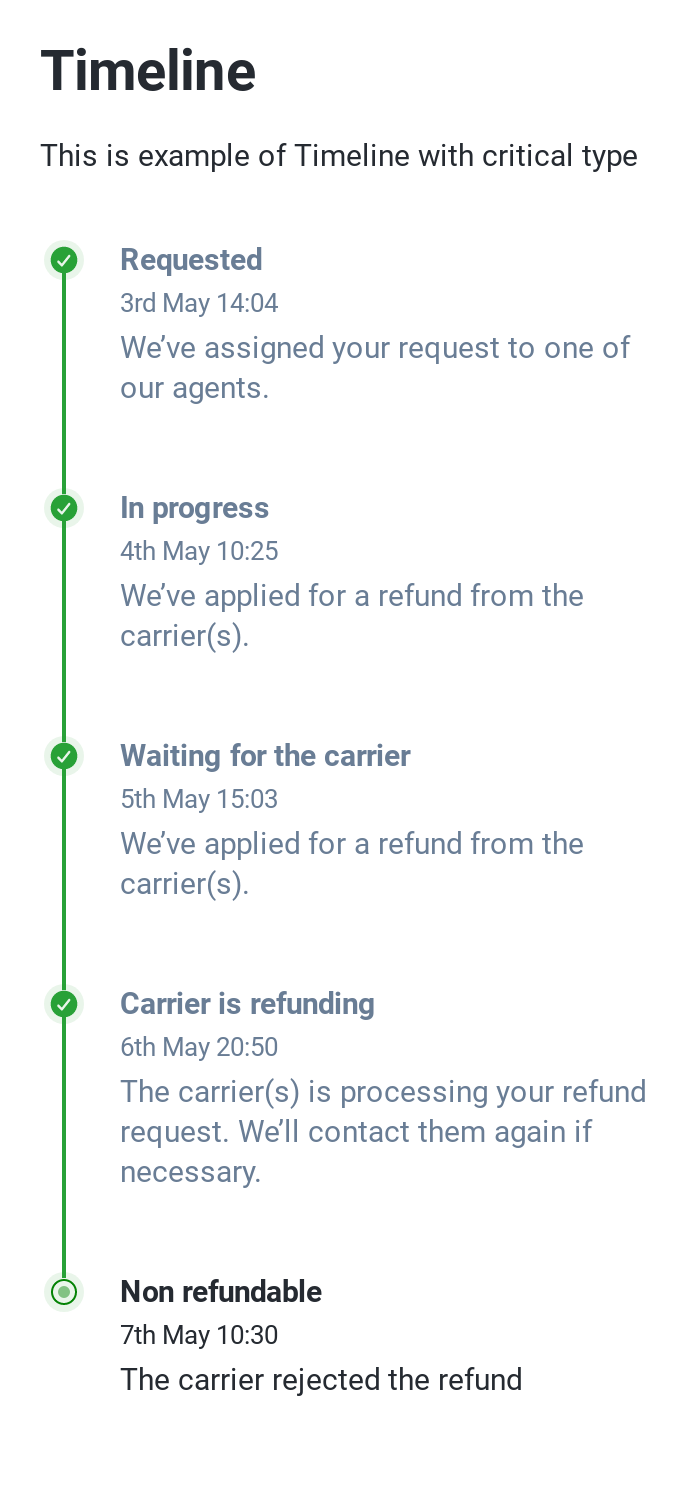 Timeline
This is example of Timeline with critical type
Requested
3rd May 14:04
We’ve assigned your request to one of
our agents.
In progress
4th May 10:25
We’ve applied for a refund from the
carrier(s).
Waiting for the carrier
5th May 15:03
We’ve applied for a refund from the
carrier(s).
Carrier is refunding
6th May 20:50
The carrier(s) is processing your refund
request. We’ll contact them again if
necessary.
Non refundable
7th May 10:30
The carrier rejected the refund